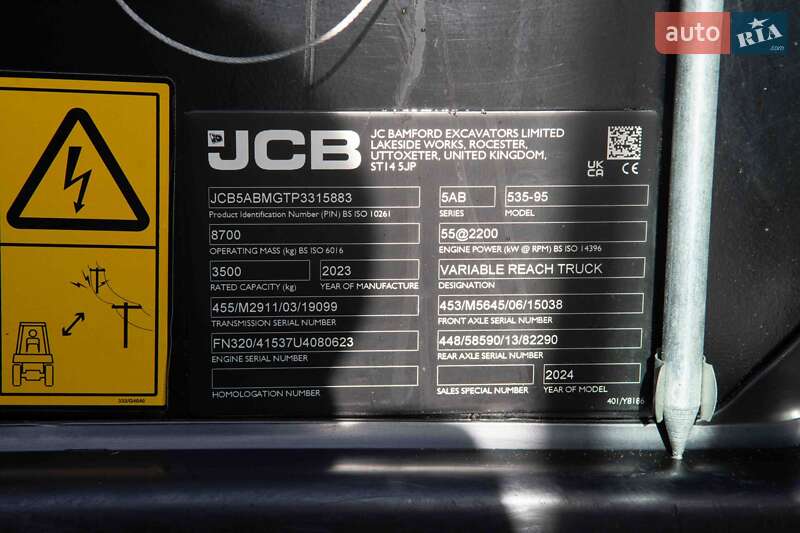 auto RIA .com
JCB
JC BAMFORD EXCAVATORS LIMITED
LAKESIDE WORKS, ROCESTER,
UTTOXETER, UNITED KINGDOM,
ST14 5JP
UK
CA CE
JCB5ABMGTP3315883
Product Identification Number (PIN) BS ISO 10261
5AB 535-95
SERIES MODEL
8700
OPERATING MASS (kg) BS ISO 6016
55@2200
ENGINE POWER (kW @ RPM) BS ISO 14396
3500 2023
RATED CAPACITY (kg) YEAR OF MANUFACTURE
VARIABLE REACH TRUCK
DESIGNATION
455/M2911/03/19099
TRANSMISSION SERIAL NUMBER
453/M5645/06/15038
FRONT AXLE SERIAL NUMBER
FN320/41537U4080623
ENGINE SERIAL NUMBER
448/58590/13/82290
REAR AXLE SERIAL NUMBER
HOMOLOGATION NUMBER
2024
SALES SPECIAL NUMBER YEAR OF MODEL
401/Y8186